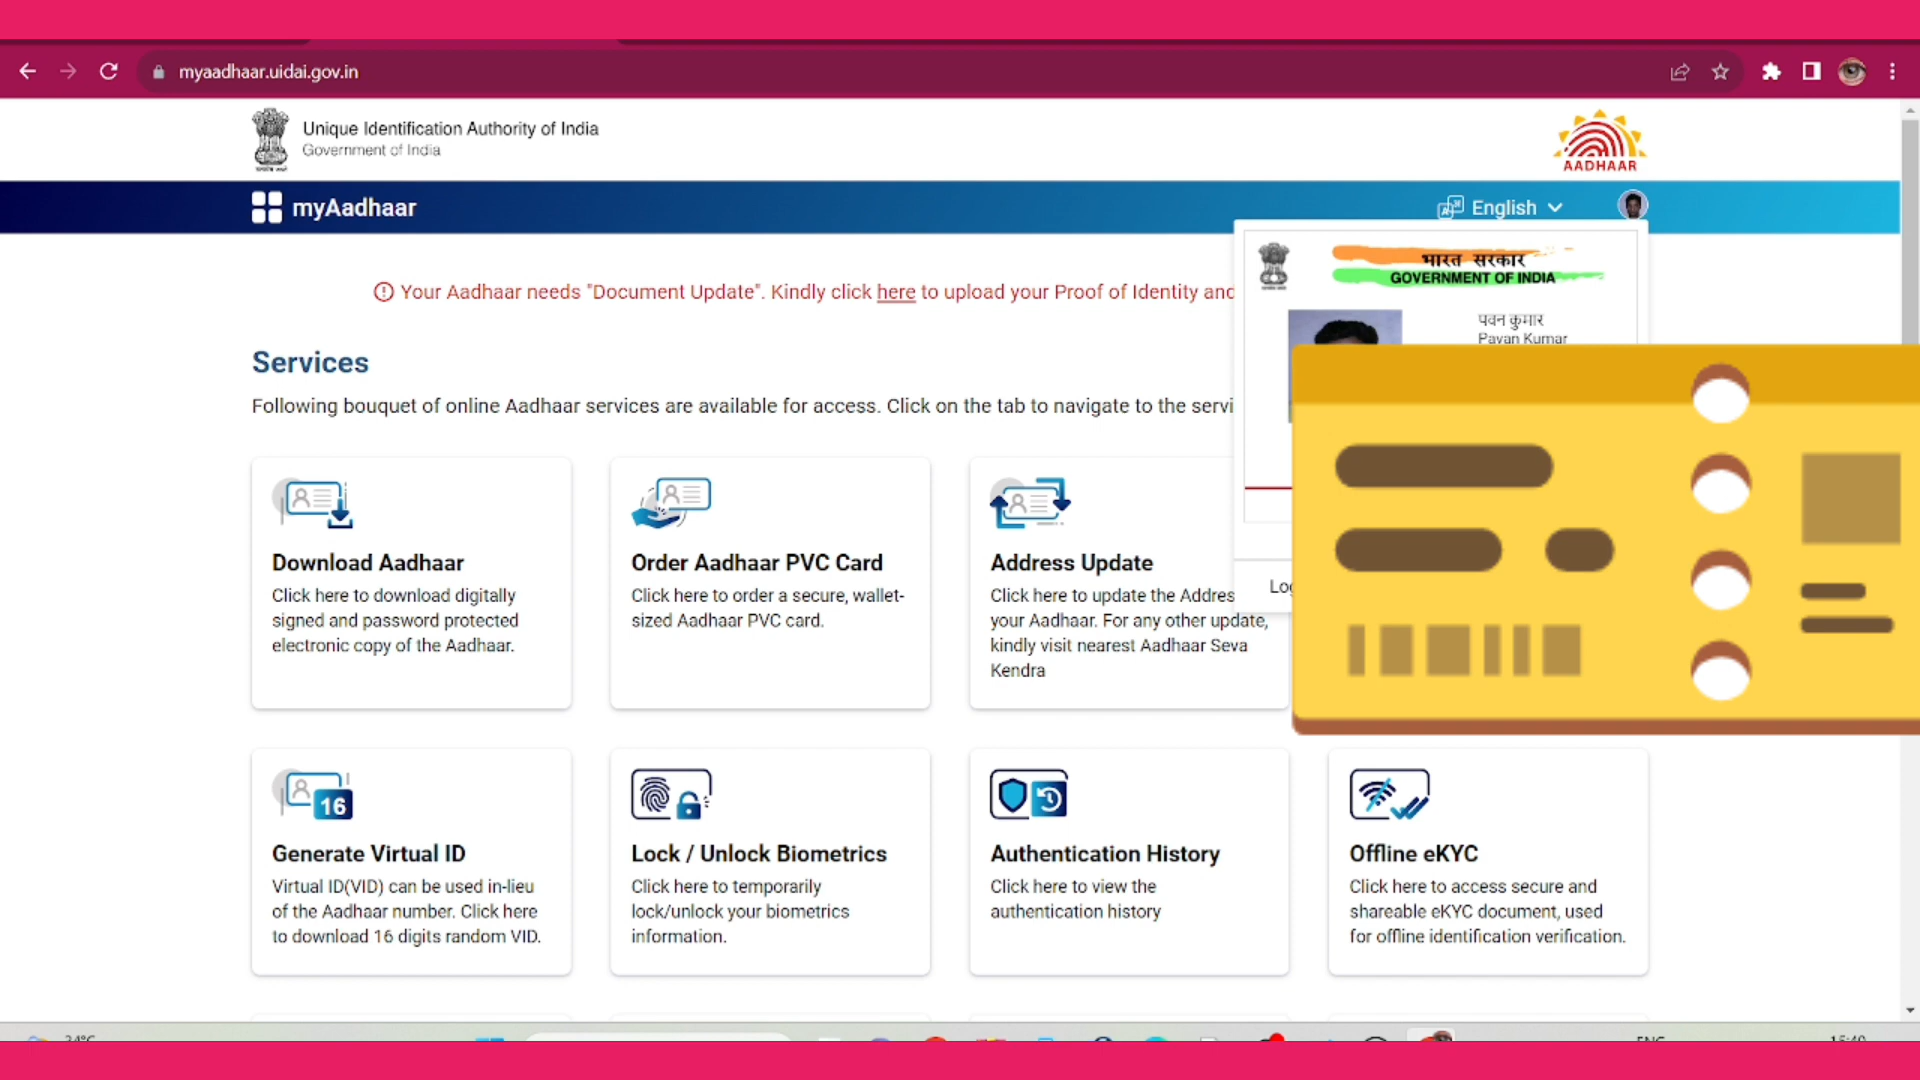 myaadhaar.uidai.gov.in
Unique Identification Authority of India
Government of India
AADHAAR
myAadhaar
English
भारत सरकार
GOVERNMENT OF INDIA
Your Aadhaar needs "Document Update". Kindly click here to upload your Proof of Identity and
पवन कुमार
Pavan Kumar
Services
Following bouquet of online Aadhaar services are available for access. Click on the tab to navigate to the servi
Download Aadhaar
Click here to download digitally
signed and password protected
electronic copy of the Aadhaar.
Order Aadhaar PVC Card
Click here to order a secure, wallet-
sized Aadhaar PVC card.
Address Update
Click here to update the Addres
your Aadhaar. For any other update,
kindly visit nearest Aadhaar Seva
Kendra
Log
16
Generate Virtual ID
Virtual ID(VID) can be used in-lieu
of the Aadhaar number. Click here
to download 16 digits random VID.
Lock / Unlock Biometrics
Click here to temporarily
lock/unlock your biometrics
information.
Authentication History
Click here to view the
authentication history
Offline eKYC
Click here to access secure and
shareable eKYC document, used
for offline identification verification.